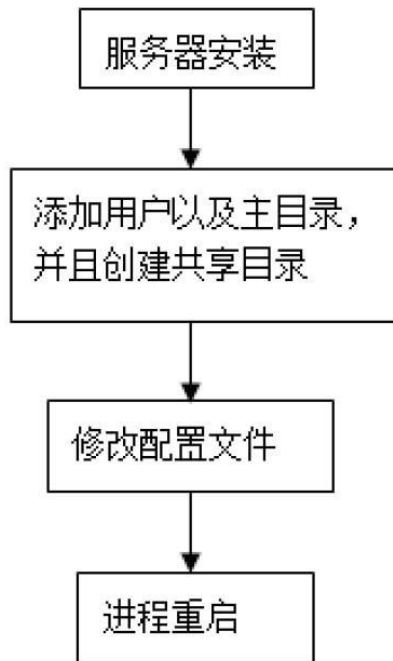 服务器安装
添加用户以及主目录，
并且创建共享目录
修改配置文件
进程重启